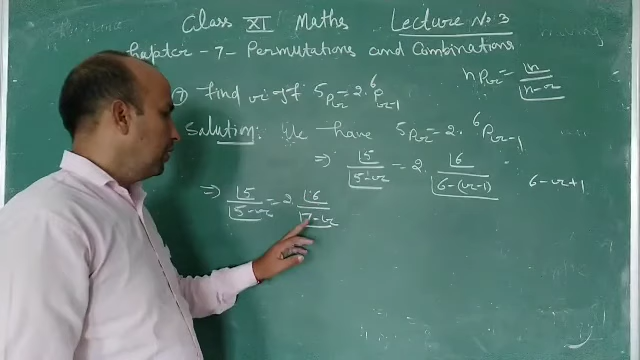 Class XI Maths Lecture No 3
Chapter - 7 - Permutations and Combinations
⑦ find r if ⁵Pr = 2. ⁶Pr-1
nPr = |n / |n-r
Solution: We have ⁵Pr = 2. ⁶Pr-1
⇒ |5 / |5-r = 2. |6 / |6-(r-1) 6-r+1
⇒ |5 / |5-r = 2. |6 / |7-r